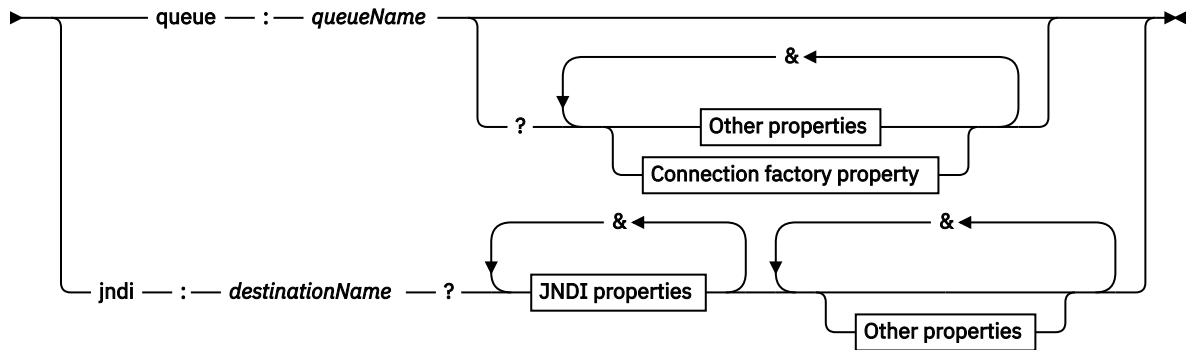 queue : queueName
&
? Other properties
Connection factory property
& &
jndi : destinationName ? JNDI properties
Other properties